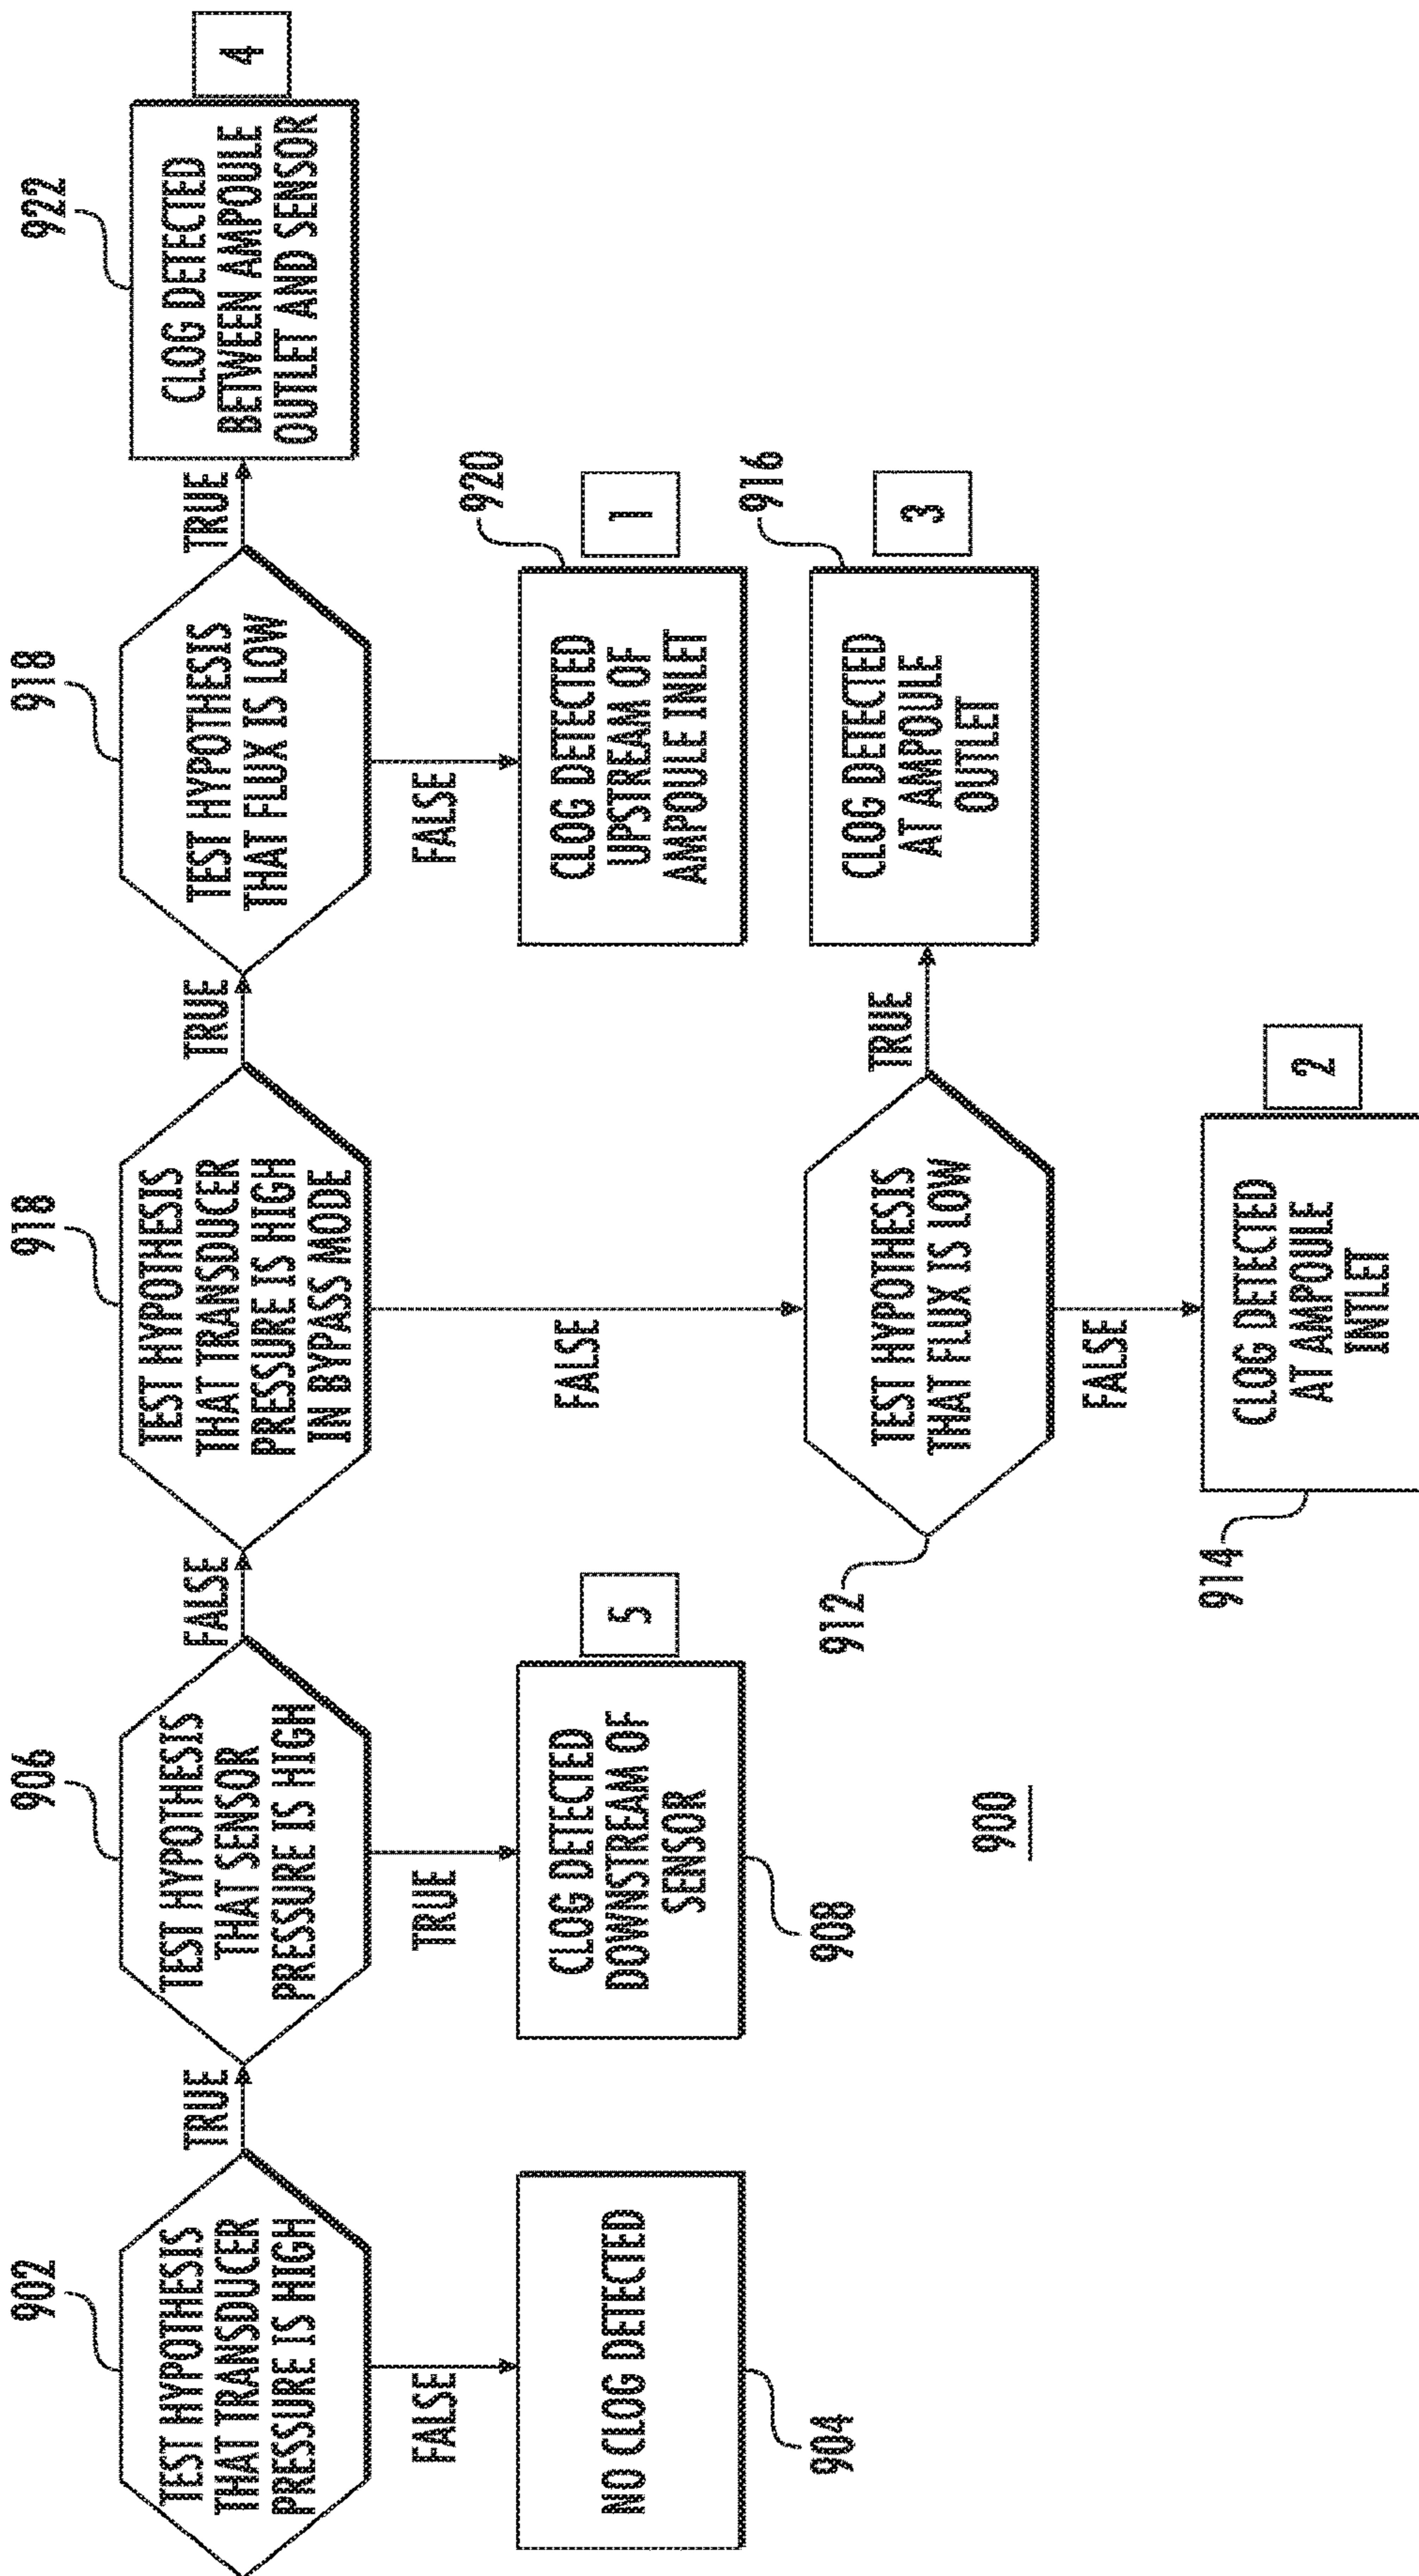 902
TEST HYPOTHESIS
THAT TRANSDUCER
PRESSURE IS HIGH
TRUE
FALSE
NO CLOG DETECTED
904
906
TEST HYPOTHESIS
THAT SENSOR
PRESSURE IS HIGH
FALSE
TRUE
CLOG DETECTED
DOWNSTREAM OF
SENSOR
5
908
918
TEST HYPOTHESIS
THAT TRANSDUCER
PRESSURE IS HIGH
IN BYPASS MODE
TRUE
FALSE
912
TEST HYPOTHESIS
THAT FLUX IS LOW
TRUE
FALSE
914
CLOG DETECTED
AT AMPOULE
INTLET
2
916
CLOG DETECTED
AT AMPOULE
OUTLET
3
918
TEST HYPOTHESIS
THAT FLUX IS LOW
TRUE
FALSE
920
CLOG DETECTED
UPSTREAM OF
AMPOULE INLET
1
922
CLOG DETECTED
BETWEEN AMPOULE
OUTLET AND SENSOR
4
900